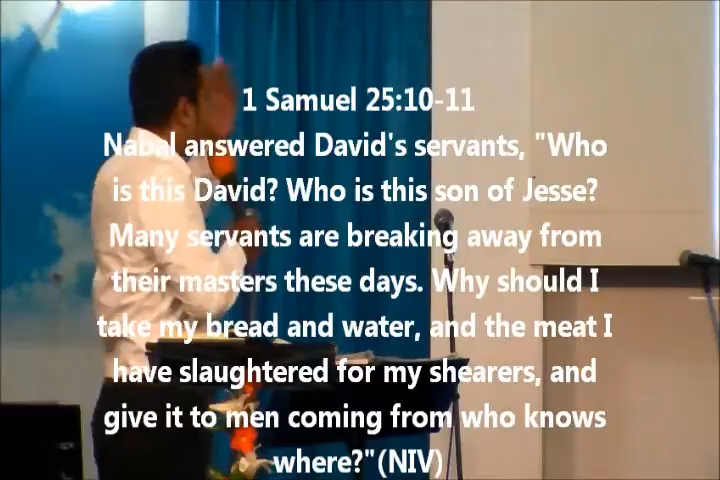 1 Samuel 25:10-11
Nabal answered David's servants, "Who
is this David? Who is this son of Jesse?
Many servants are breaking away from
their masters these days. Why should I
take my bread and water, and the meat I
have slaughtered for my shearers, and
give it to men coming from who knows
where?"(NIV)